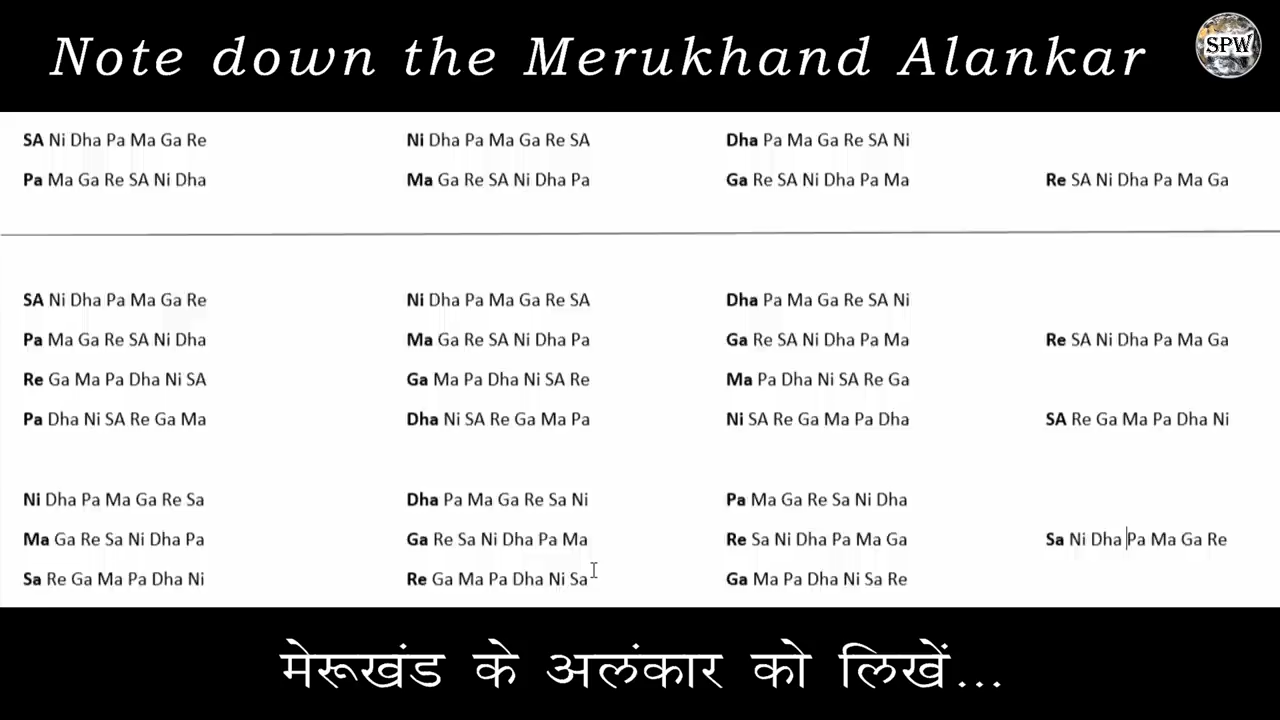 Note down the Merukhand Alankar
SPW
SA Ni Dha Pa Ma Ga Re Ni Dha Pa Ma Ga Re SA Dha Pa Ma Ga Re SA Ni
Pa Ma Ga Re SA Ni Dha Ma Ga Re SA Ni Dha Pa Ga Re SA Ni Dha Pa Ma Re SA Ni Dha Pa Ma Ga
SA Ni Dha Pa Ma Ga Re Ni Dha Pa Ma Ga Re SA Dha Pa Ma Ga Re SA Ni
Pa Ma Ga Re SA Ni Dha Ma Ga Re SA Ni Dha Pa Ga Re SA Ni Dha Pa Ma Re SA Ni Dha Pa Ma Ga
Re Ga Ma Pa Dha Ni SA Ga Ma Pa Dha Ni SA Re Ma Pa Dha Ni SA Re Ga
Pa Dha Ni SA Re Ga Ma Dha Ni SA Re Ga Ma Pa Ni SA Re Ga Ma Pa Dha SA Re Ga Ma Pa Dha Ni
Ni Dha Pa Ma Ga Re Sa Dha Pa Ma Ga Re Sa Ni Pa Ma Ga Re Sa Ni Dha
Ma Ga Re Sa Ni Dha Pa Ga Re Sa Ni Dha Pa Ma Re Sa Ni Dha Pa Ma Ga Sa Ni Dha Pa Ma Ga Re
Sa Re Ga Ma Pa Dha Ni Re Ga Ma Pa Dha Ni Sa Ga Ma Pa Dha Ni Sa Re
मेरूखंड के अलंकार को लिखें...